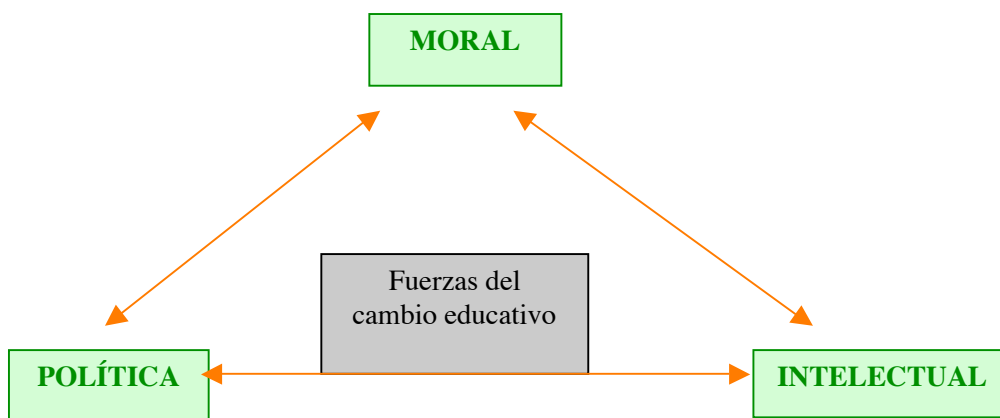 MORAL
Fuerzas del
cambio educativo
POLÍTICA
INTELECTUAL